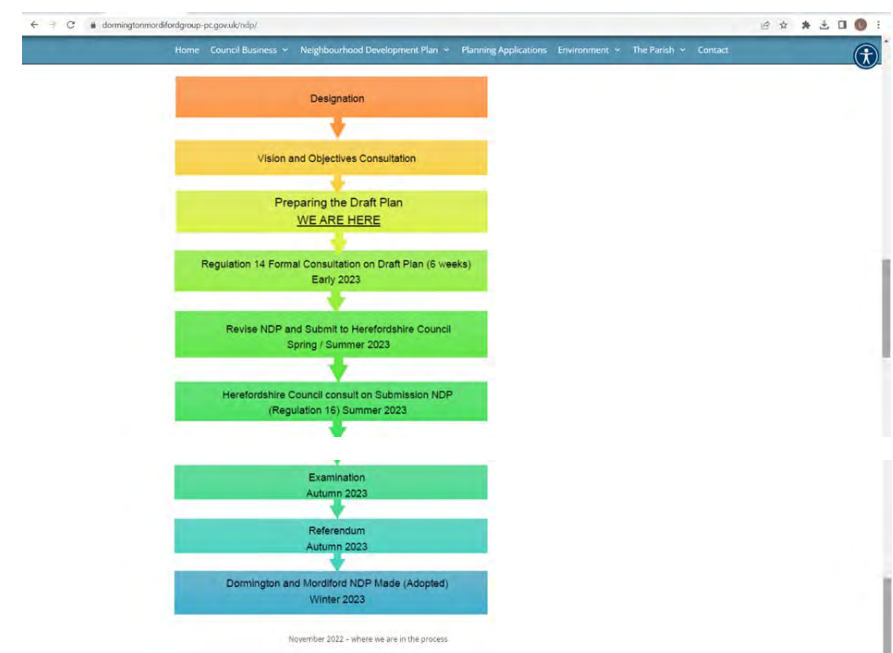 dormingtonmordifordgroup-pc.gov.uk/ndp/
Home Council Business Neighbourhood Development Plan Planning Applications Environment The Parish Contact
Designation
Vision and Objectives Consultation
Preparing the Draft Plan
WE ARE HERE
Regulation 14 Formal Consultation on Draft Plan (6 weeks)
Early 2023
Revise NDP and Submit to Herefordshire Council
Spring / Summer 2023
Herefordshire Council consult on Submission NDP
(Regulation 16) Summer 2023
Examination
Autumn 2023
Referendum
Autumn 2023
Dormington and Mordiford NDP Made (Adopted)
Winter 2023
November 2022 – where we are in the process